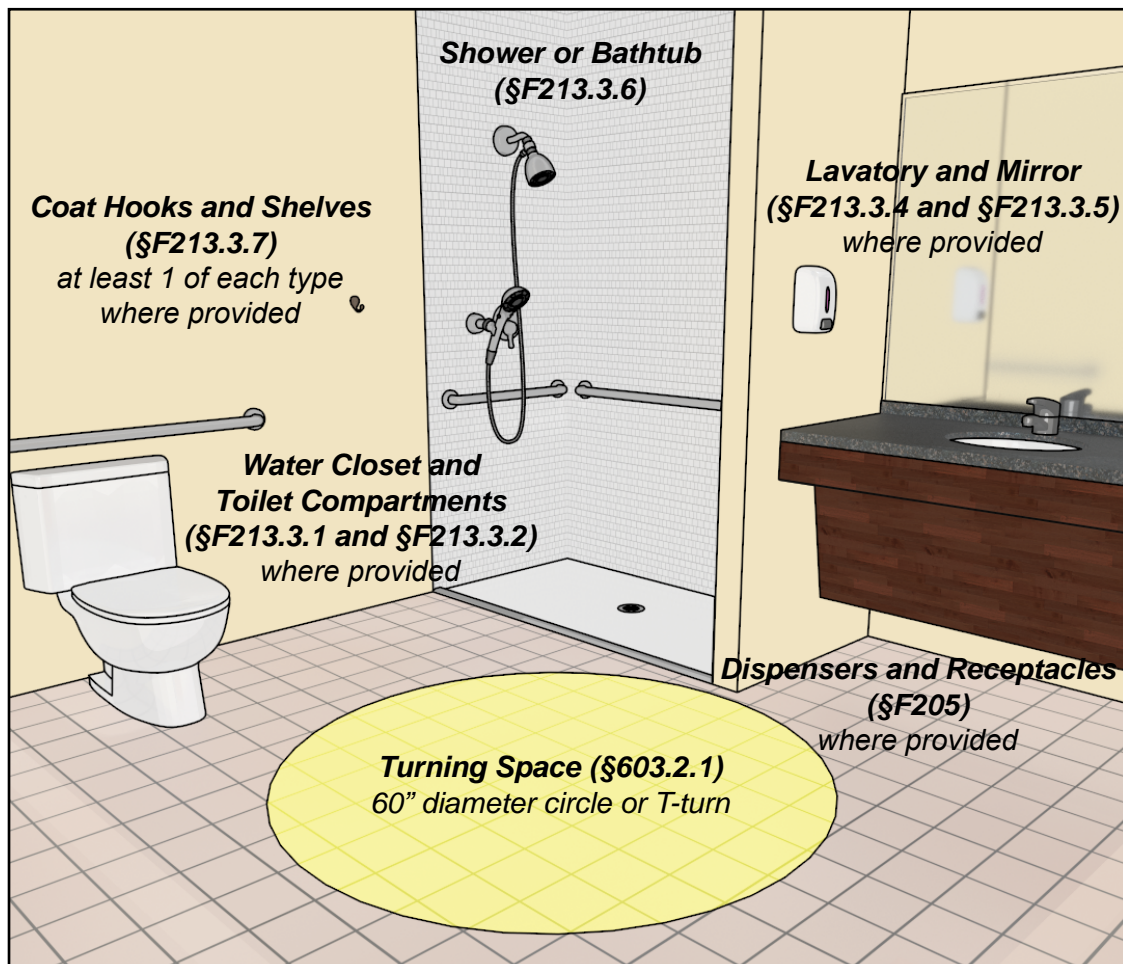 Shower or Bathtub
(§F213.3.6)
Lavatory and Mirror
(§F213.3.4 and §F213.3.5)
where provided
Coat Hooks and Shelves
(§F213.3.7)
at least 1 of each type
where provided
Water Closet and
Toilet Compartments
(§F213.3.1 and §F213.3.2)
where provided
Dispensers and Receptacles
(§F205)
where provided
Turning Space (§603.2.1)
60” diameter circle or T-turn